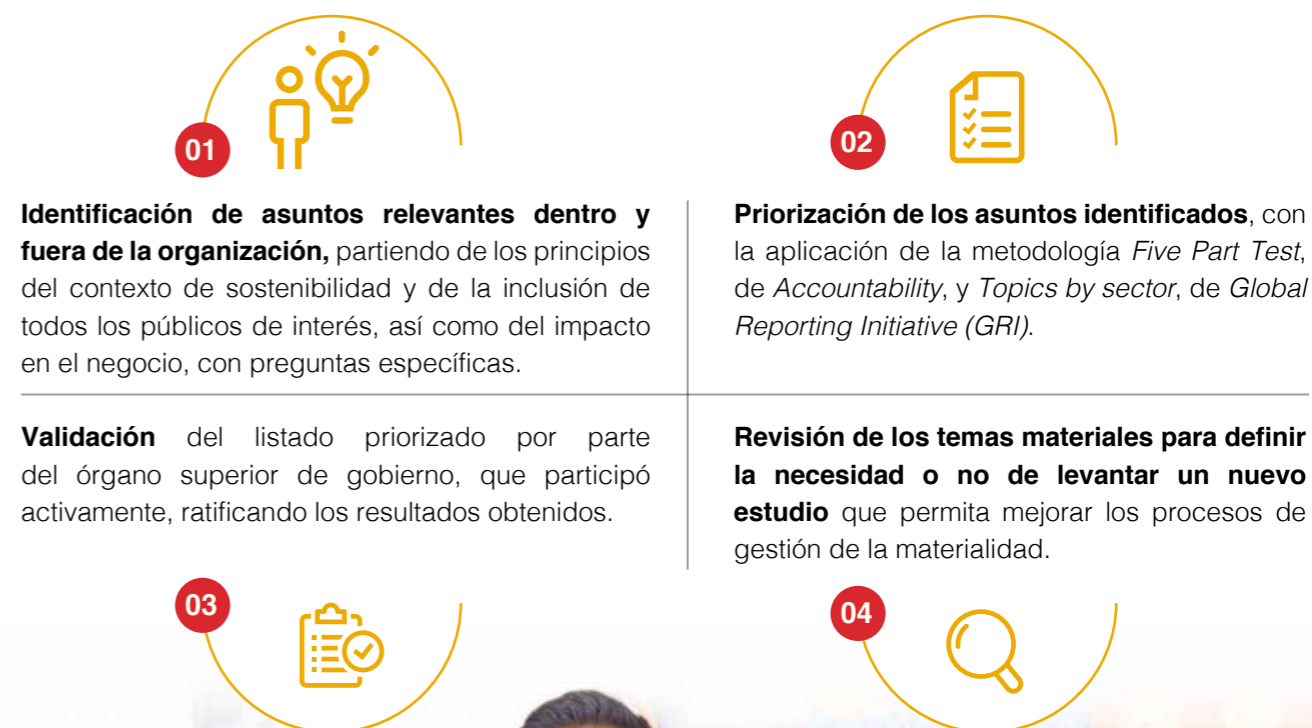 01
Identificación de asuntos relevantes dentro y
fuera de la organización, partiendo de los principios
del contexto de sostenibilidad y de la inclusión de
todos los públicos de interés, así como del impacto
en el negocio, con preguntas específicas.
02
Priorización de los asuntos identificados, con
la aplicación de la metodología Five Part Test,
de Accountability, y Topics by sector, de Global
Reporting Initiative (GRI).
Validación del listado priorizado por parte
del órgano superior de gobierno, que participó
activamente, ratificando los resultados obtenidos.
03
Revisión de los temas materiales para definir
la necesidad o no de levantar un nuevo
estudio que permita mejorar los procesos de
gestión de la materialidad.
04